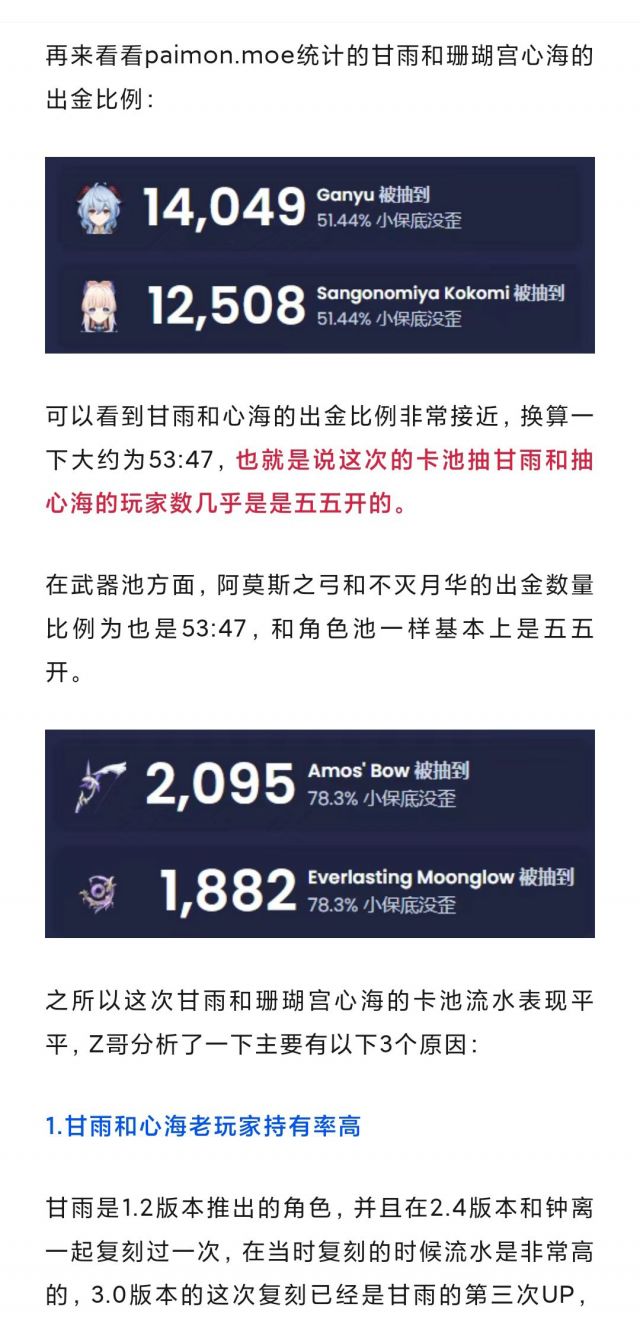 再来看看paimon.moe统计的甘雨和珊瑚宫心海的
出金比例：
14,049
Ganyu 被抽到
51.44% 小保底没歪
12,508
Sangonomiya Kokomi 被抽到
51.44% 小保底没歪
可以看到甘雨和心海的出金比例非常接近，换算一
下大约为53:47，也就是说这次的卡池抽甘雨和抽
心海的玩家数几乎是是五五开的。
在武器池方面，阿莫斯之弓和不灭月华的出金数量
比例为也是53:47，和角色池一样基本上是五五
开。
2,095
Amos' Bow 被抽到
78.3% 小保底没歪
1,882
Everlasting Moonglow 被抽到
78.3% 小保底没歪
之所以这次甘雨和珊瑚宫心海的卡池流水表现平
平，Z哥分析了一下主要有以下3个原因：
1.甘雨和心海老玩家持有率高
甘雨是1.2版本推出的角色，并且在2.4版本和钟离
一起复刻过一次，在当时复刻的时候流水是非常高
的，3.0版本的这次复刻已经是甘雨的第三次UP，